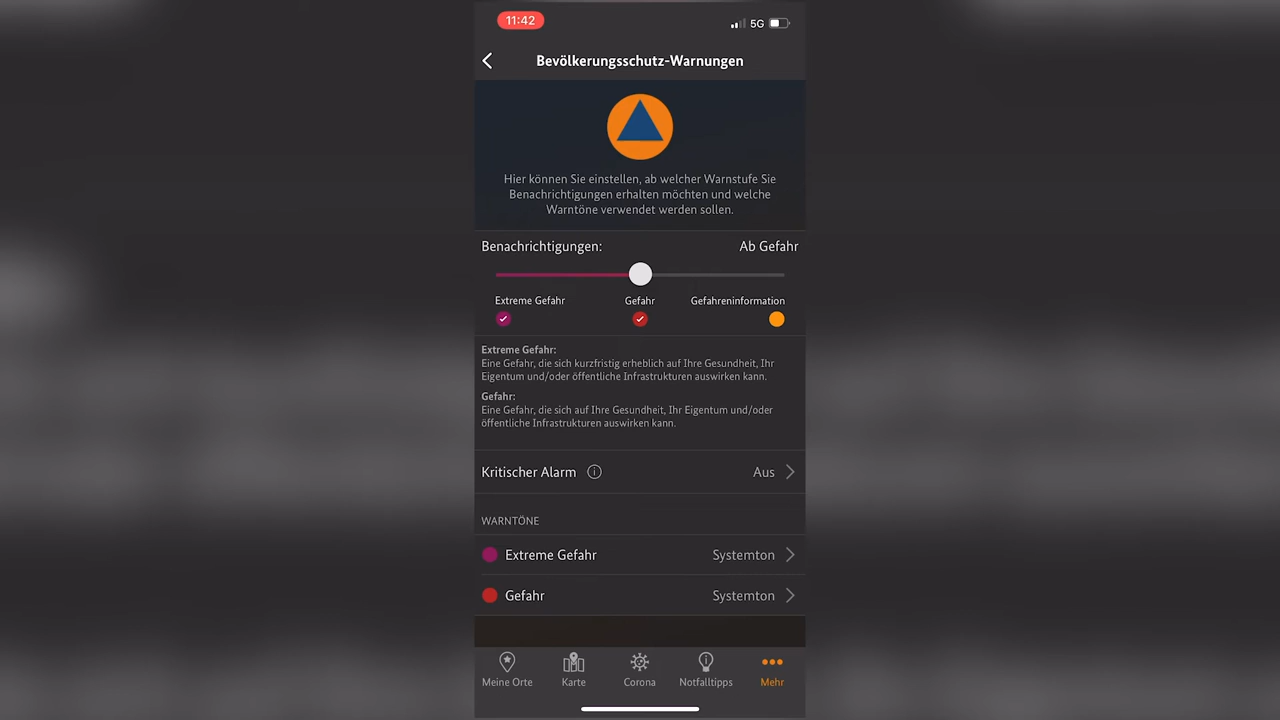 11:42
5G
Bevölkerungsschutz-Warnungen
Hier können Sie einstellen, ab welcher Warnstufe Sie
Benachrichtigungen erhalten möchten und welche
Warntöne verwendet werden sollen.
Benachrichtigungen: Ab Gefahr
Extreme Gefahr Gefahr Gefahreninformation
Extreme Gefahr:
Eine Gefahr, die sich kurzfristig erheblich auf Ihre Gesundheit, Ihr
Eigentum und/oder öffentliche Infrastrukturen auswirken kann.
Gefahr:
Eine Gefahr, die sich auf Ihre Gesundheit, Ihr Eigentum und/oder
öffentliche Infrastrukturen auswirken kann.
Kritischer Alarm Aus
WARNTÖNE
Extreme Gefahr Systemton
Gefahr Systemton
Meine Orte Karte Corona Notfalltipps Mehr